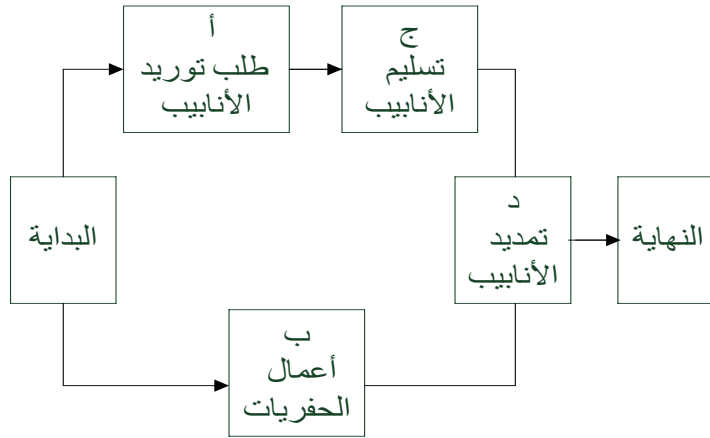 أ
طلب توريد
الأنابيب
ج
تسليم
الأنابيب
البداية
د
تمديد
الأنابيب
النهاية
ب
أعمال
الحفريات